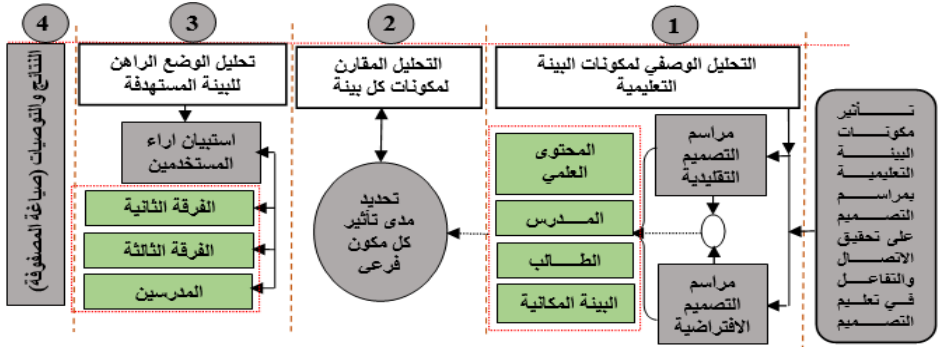 1
2
3
4
التحليل الوصفي لمكونات البيئة
التعليمية
التحليل المقارن
لمكونات كل بيئة
تحليل الوضع الراهن
للبيئة المستهدفة
النتائج والتوصيات (صياغة المصفوفة)
تـــأثير
مكونات
البيئة
التعليمية
بمراسم
التصميم
على تحقيق
الاتصال
والتفاعل
في تعليم
التصميم
مراسم
التصميم
التقليدية
مراسم
التصميم
الافتراضية
المحتوى
العلمي
المـــدرس
الطـــالب
البيئة المكانية
تحديد
مدى تأثير
كل مكون
فرعى
استبيان اراء
المستخدمين
الفرقة الثانية
الفرقة الثالثة
المدرسين